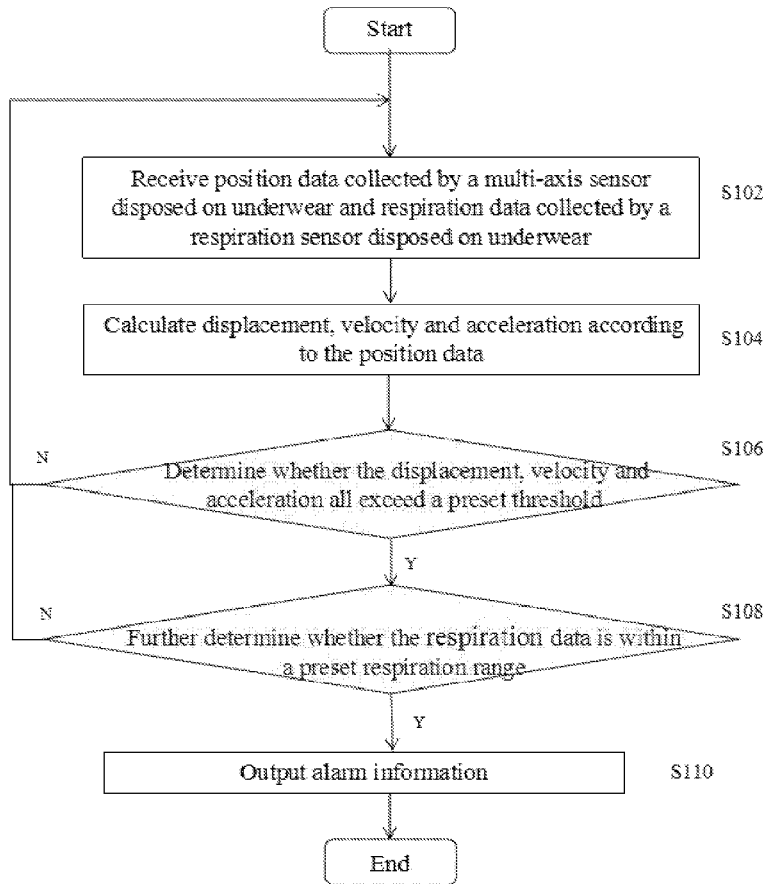 Start
Receive position data collected by a multi-axis sensor
disposed on underwear and respiration data collected by a
respiration sensor disposed on underwear
S102
Calculate displacement, velocity and acceleration according
to the position data
S104
S106
N
Determine whether the displacement, velocity and
acceleration all exceed a preset threshold
Y
N
S108
Further determine whether the respiration data is within
a preset respiration range
Y
Output alarm information
S110
End